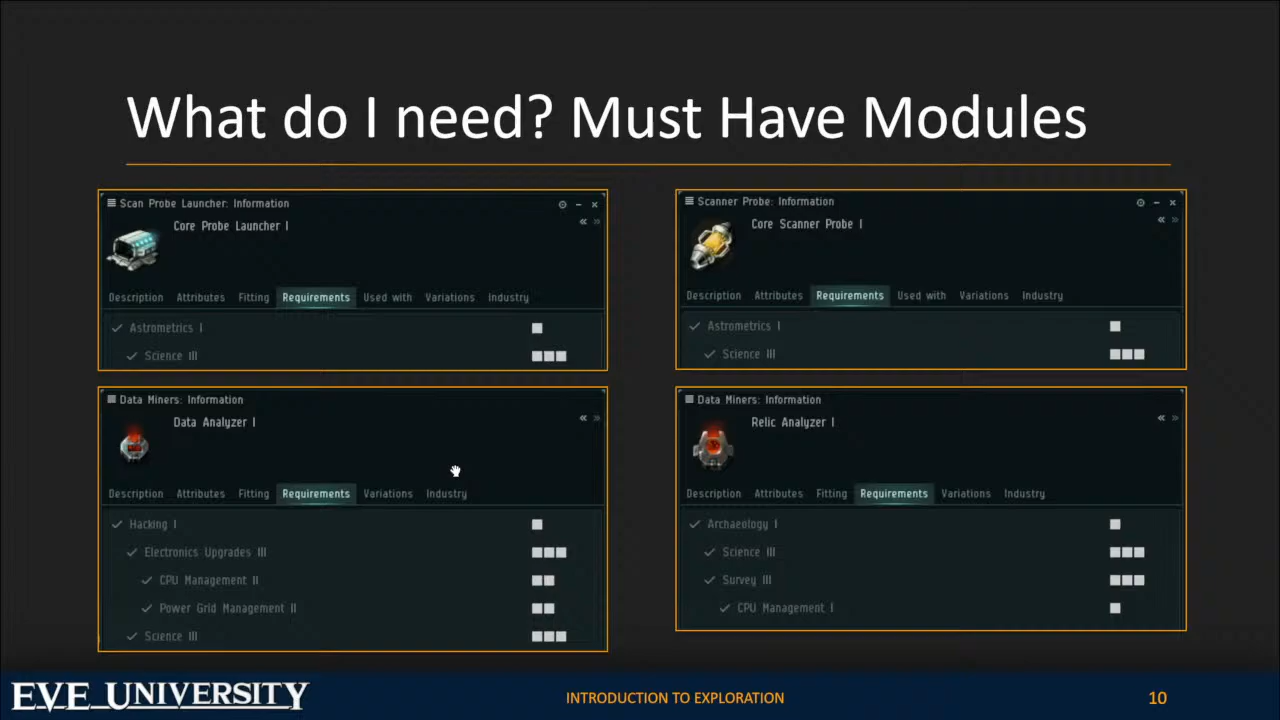 What do I need? Must Have Modules
Scan Probe Launcher: Information
Core Probe Launcher I
Description Attributes Fitting Requirements Used with Variations Industry
Astrometrics I
Science III
Scanner Probe: Information
Core Scanner Probe I
Description Attributes Requirements Used with Variations Industry
Astrometrics I
Science III
Data Miners: Information
Data Analyzer I
Description Attributes Fitting Requirements Variations Industry
Hacking I
Electronics Upgrades III
CPU Management II
Power Grid Management II
Science III
Data Miners: Information
Relic Analyzer I
Description Attributes Fitting Requirements Variations Industry
Archaeology I
Science III
Survey III
CPU Management I
EVE UNIVERSITY
INTRODUCTION TO EXPLORATION
10